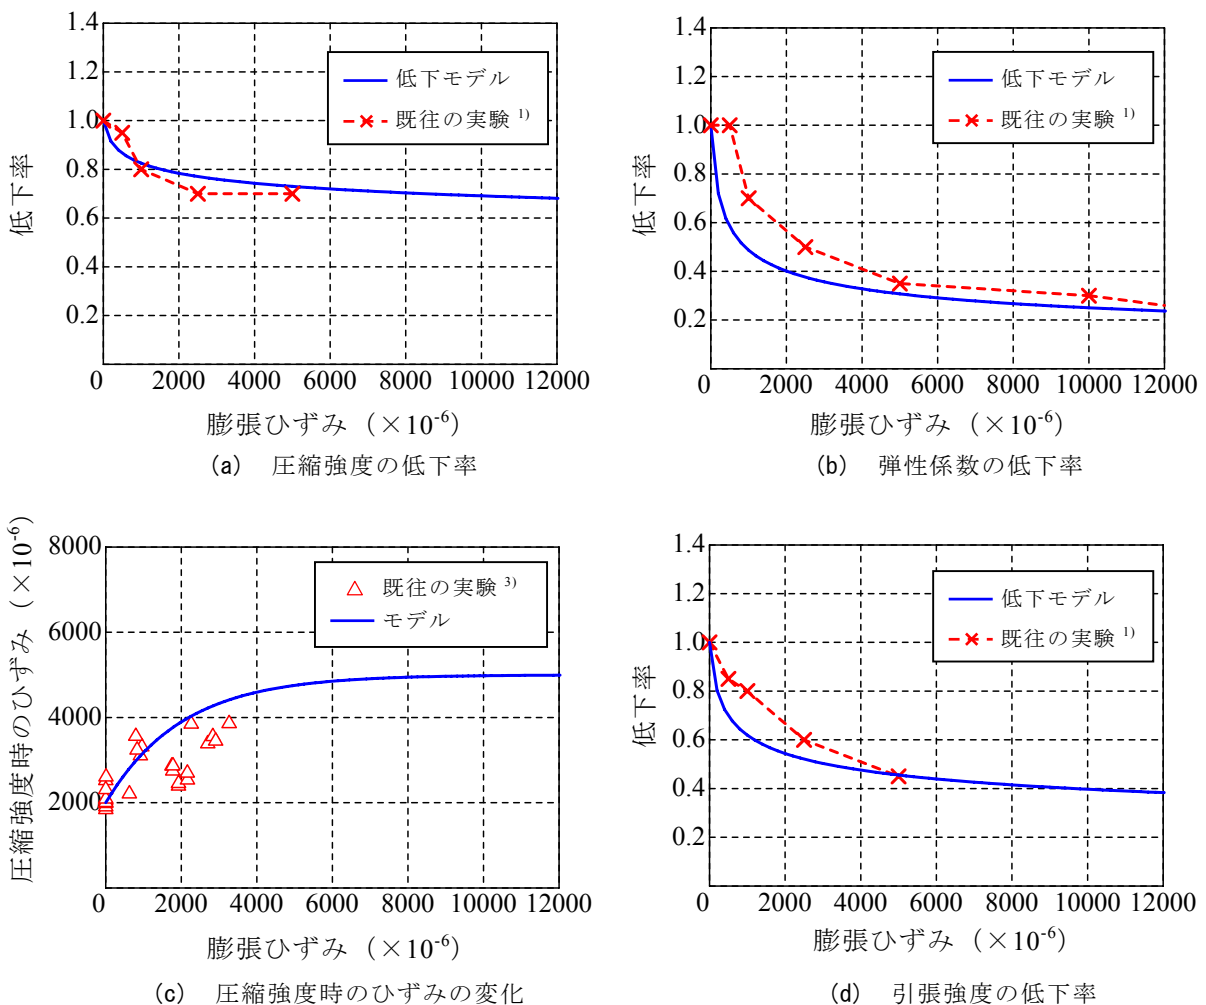 1.4
1.2
1.0
0.8
0.6
0.4
0.2
低下率
低下モデル
既往の実験 1)
0 2000 4000 6000 8000 10000 12000
膨張ひずみ（×10-6）
(a) 圧縮強度の低下率
1.4
1.2
1.0
0.8
0.6
0.4
0.2
低下率
低下モデル
既往の実験 1)
0 2000 4000 6000 8000 10000 12000
膨張ひずみ（×10-6）
(b) 弾性係数の低下率
8000
6000
4000
2000
圧縮強度時のひずみ（×10-6）
既往の実験 3)
モデル
0 2000 4000 6000 8000 10000 12000
膨張ひずみ（×10-6）
(c) 圧縮強度時のひずみの変化
1.4
1.2
1.0
0.8
0.6
0.4
0.2
低下率
低下モデル
既往の実験 1)
0 2000 4000 6000 8000 10000 12000
膨張ひずみ（×10-6）
(d) 引張強度の低下率